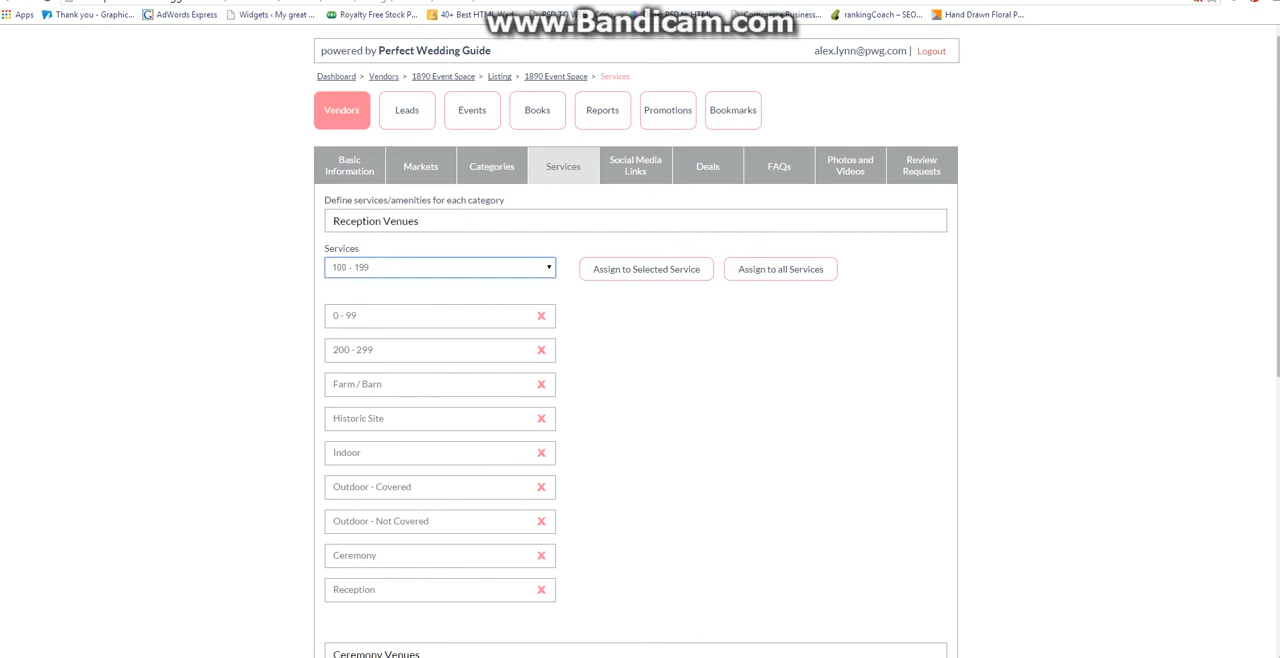 www.Bandicam.com
Apps Thank you - Graphic... AdWords Express Widgets ‹ My great ... Royalty Free Stock P... 40+ Best HTML Wed... Commerce Business... rankingCoach – SEO... Hand Drawn Floral P...
powered by Perfect Wedding Guide
alex.lynn@pwg.com | Logout
Dashboard > Vendors > 1890 Event Space > Listing > 1890 Event Space > Services
Vendors Leads Events Books Reports Promotions Bookmarks
Basic Information Markets Categories Services Social Media Links Deals FAQs Photos and Videos Review Requests
Define services/amenities for each category
Reception Venues
Services
100 - 199
Assign to Selected Service Assign to all Services
0 - 99 X
200 - 299 X
Farm / Barn X
Historic Site X
Indoor X
Outdoor - Covered X
Outdoor - Not Covered X
Ceremony X
Reception X
Ceremony Venues